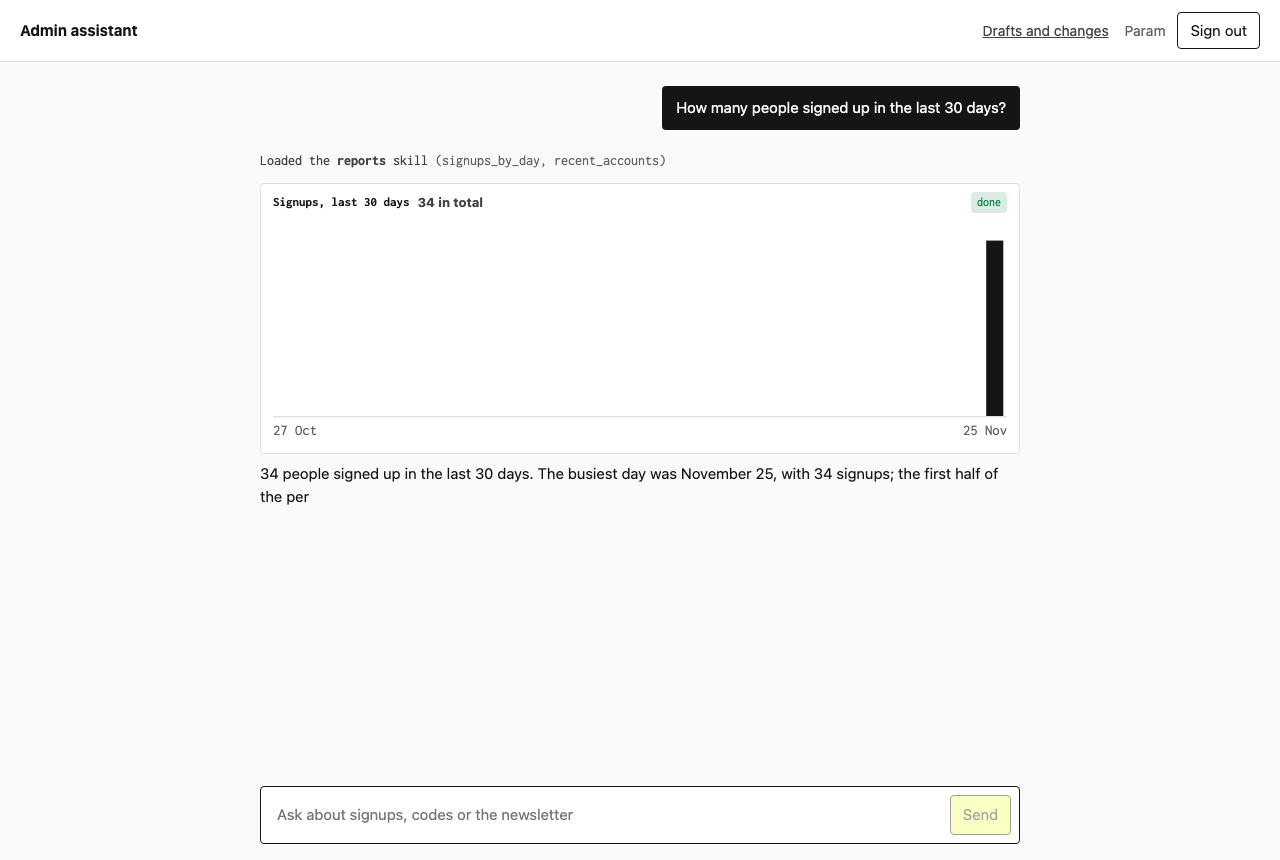 Admin assistant
Drafts and changes
Param
Sign out
How many people signed up in the last 30 days?
Loaded the reports skill (signups_by_day, recent_accounts)
Signups, last 30 days 34 in total
done
27 Oct
25 Nov
34 people signed up in the last 30 days. The busiest day was November 25, with 34 signups; the first half of
the per
Ask about signups, codes or the newsletter
Send